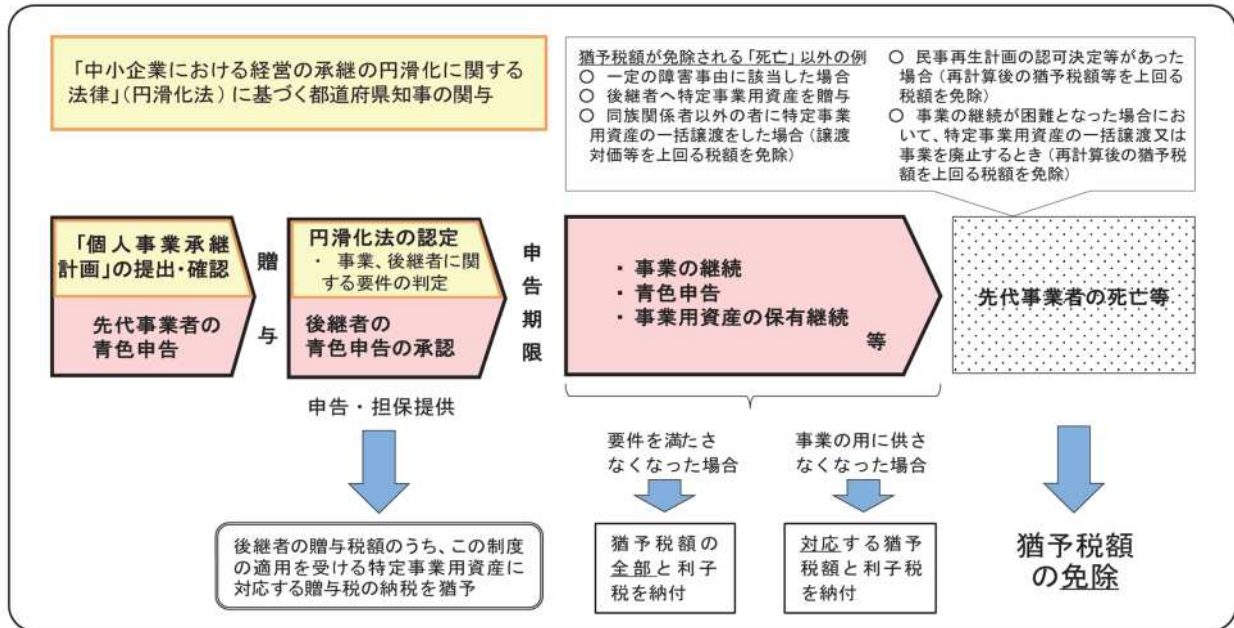 「中小企業における経営の承継の円滑化に関する
法律」(円滑化法)に基づく都道府県知事の関与
猶予税額が免除される「死亡」以外の例
○ 一定の障害事由に該当した場合
○ 後継者へ特定事業用資産を贈与
○ 同族関係者以外の者に特定事業
用資産の一括譲渡をした場合(譲渡
対価等を上回る税額を免除)
○ 民事再生計画の認可決定等があった
場合(再計算後の猶予税額等を上回る
税額を免除)
○ 事業の継続が困難となった場合にお
いて、特定事業用資産の一括譲渡又は
事業を廃止するとき(再計算後の猶予税
額を上回る税額を免除)
「個人事業承継
計画」の提出・確認
先代事業者の
青色申告
贈与
円滑化法の認定
・ 事業、後継者に関
する要件の判定
後継者の
青色申告の承認
申告期限
・ 事業の継続
・ 青色申告
・ 事業用資産の保有継続
等
先代事業者の死亡等
申告・担保提供
要件を満たさ
なくなった場合
事業の用に供さ
なくなった場合
後継者の贈与税額のうち、この制度
の適用を受ける特定事業用資産に
対応する贈与税の納税を猶予
猶予税額の
全部と利子
税を納付
対応する猶予
税額と利子税
を納付
猶予税額
の免除